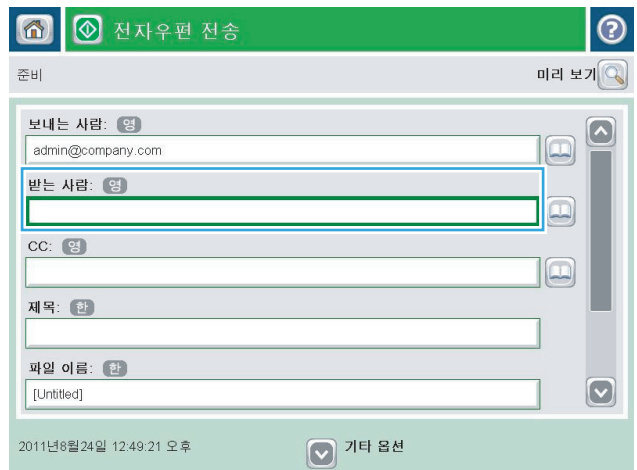 전자우편 전송
?
준비
미리 보기
보내는 사람: 영
admin@company.com
받는 사람: 영
CC: 영
제목: 한
파일 이름: 한
[Untitled]
2011년8월24일 12:49:21 오후
기타 옵션